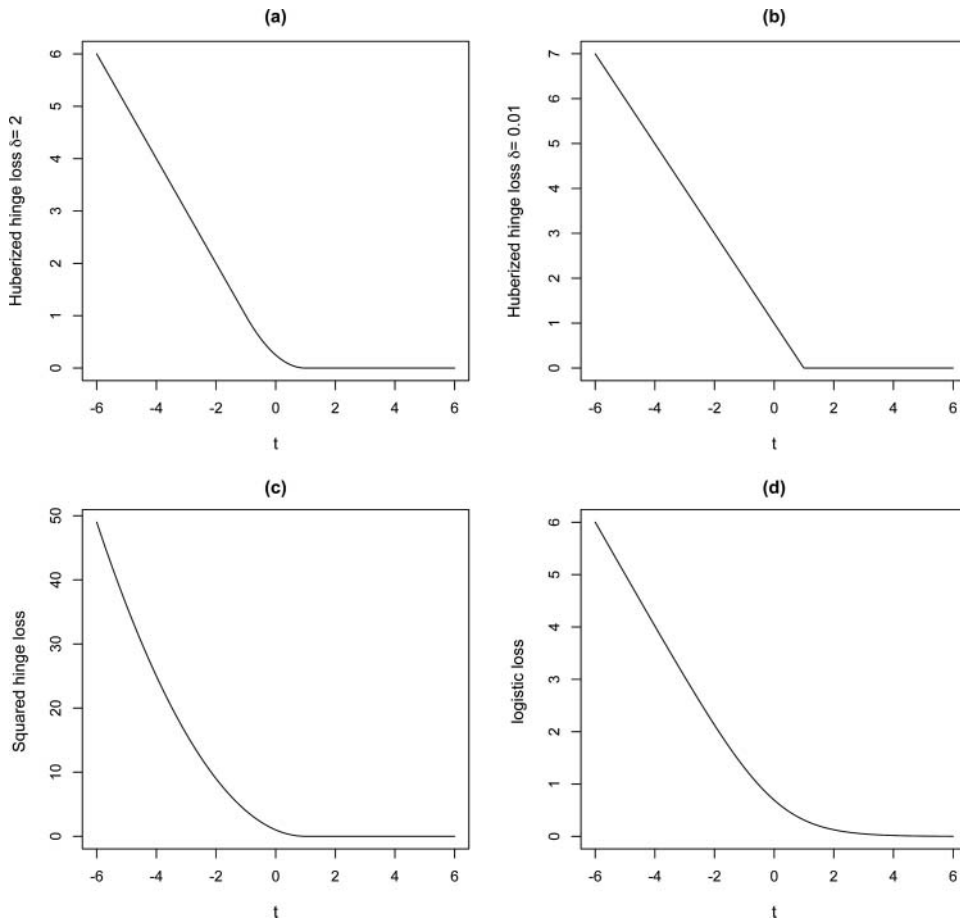 (a)
Huberized hinge loss δ= 2
6
5
4
3
2
1
0
-6 -4 -2 0 2 4 6
t
(b)
Huberized hinge loss δ= 0.01
7
6
5
4
3
2
1
0
-6 -4 -2 0 2 4 6
t
(c)
Squared hinge loss
50
40
30
20
10
0
-6 -4 -2 0 2 4 6
t
(d)
logistic loss
6
5
4
3
2
1
0
-6 -4 -2 0 2 4 6
t